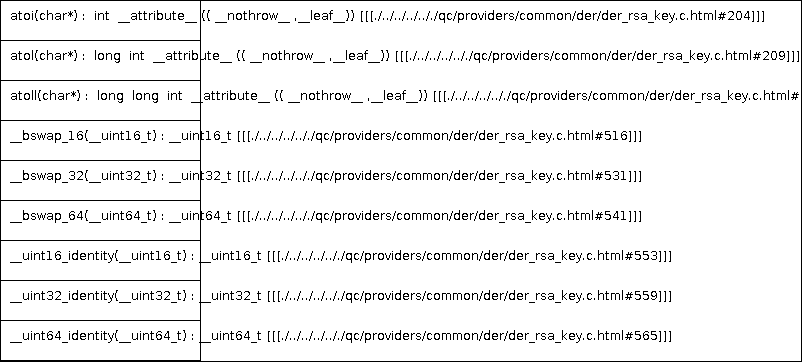 atoi(char*) : int __attribute__ (( __nothrow__ ,__leaf__)) [[[./../../../../qc/providers/common/der/der_rsa_key.c.html#204]]]
atol(char*) : long int __attribute__ (( __nothrow__ ,__leaf__)) [[[./../../../../qc/providers/common/der/der_rsa_key.c.html#209]]]
atoll(char*) : long long int __attribute__ (( __nothrow__ ,__leaf__)) [[[./../../../../qc/providers/common/der/der_rsa_key.c.html#
__bswap_16(__uint16_t) : __uint16_t [[[./../../../../qc/providers/common/der/der_rsa_key.c.html#516]]]
__bswap_32(__uint32_t) : __uint32_t [[[./../../../../qc/providers/common/der/der_rsa_key.c.html#531]]]
__bswap_64(__uint64_t) : __uint64_t [[[./../../../../qc/providers/common/der/der_rsa_key.c.html#541]]]
__uint16_identity(__uint16_t) : __uint16_t [[[./../../../../qc/providers/common/der/der_rsa_key.c.html#553]]]
__uint32_identity(__uint32_t) : __uint32_t [[[./../../../../qc/providers/common/der/der_rsa_key.c.html#559]]]
__uint64_identity(__uint64_t) : __uint64_t [[[./../../../../qc/providers/common/der/der_rsa_key.c.html#565]]]